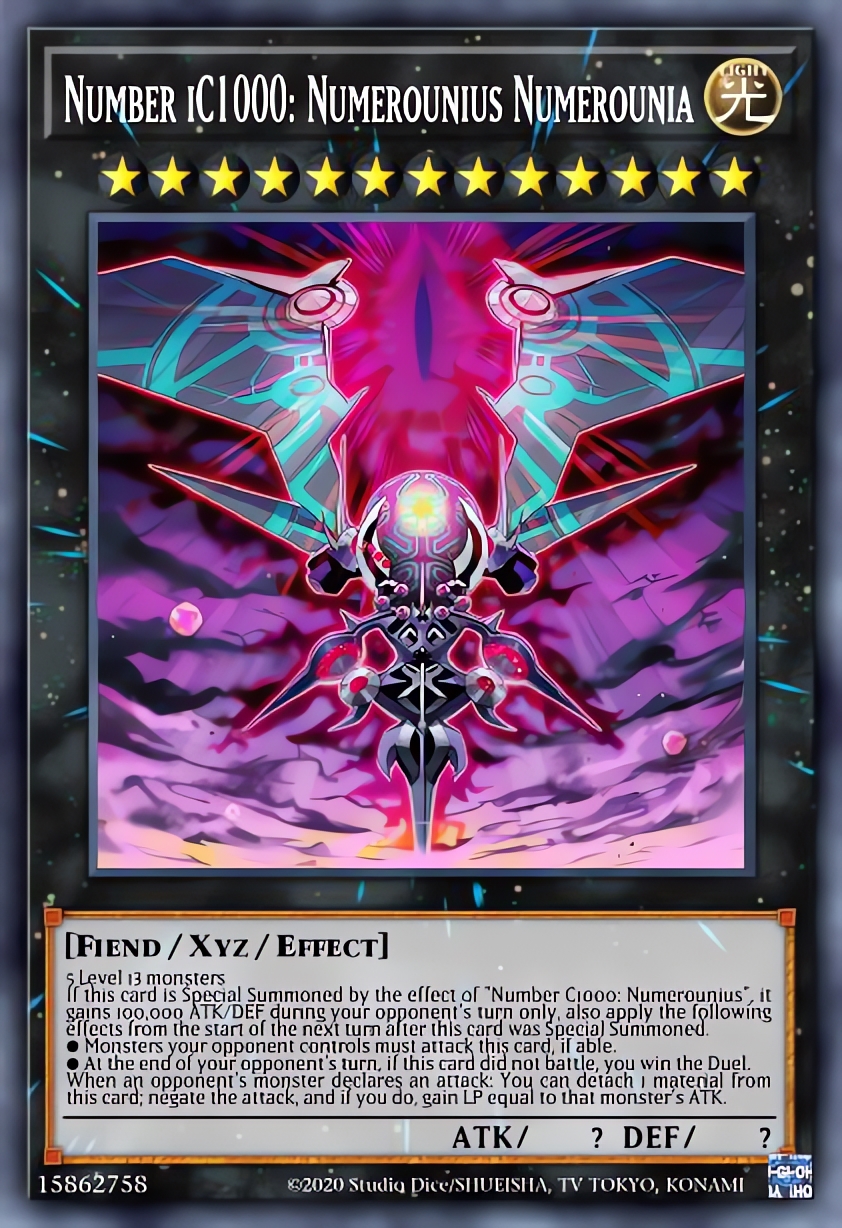 Number iC1000: Numerounius Numerounia
光
[Fiend / Xyz / Effect]
5 Level 13 monsters
If this card is Special Summoned by the effect of "Number C1000: Numerounius", it
gains 100,000 ATK/DEF during your opponent's turn only, also apply the following
effects from the start of the next turn after this card was Special Summoned.
● Monsters your opponent controls must attack this card, if able.
● At the end of your opponent's turn, if this card did not battle, you win the Duel.
When an opponent's monster declares an attack: You can detach 1 material from
this card; negate the attack, and if you do, gain LP equal to that monster's ATK.
ATK/ ? DEF/ ?
15862758 ©2020 Studio Dice/SHUEISHA, TV TOKYO, KONAMI